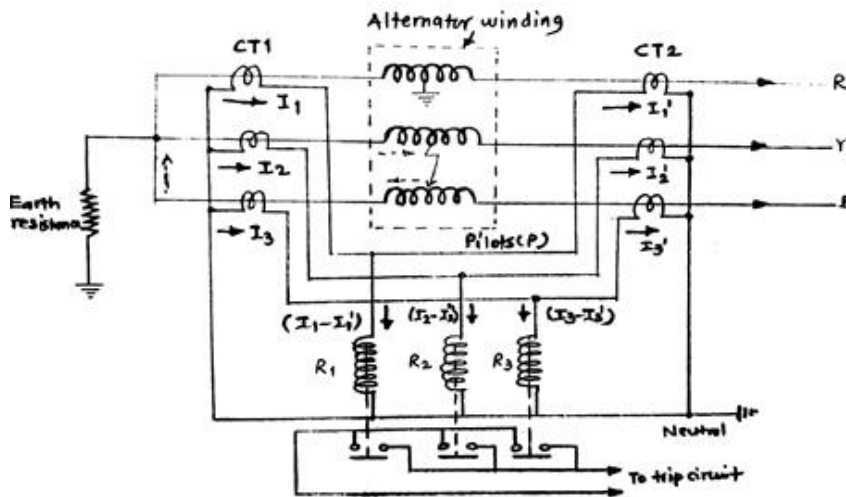 Alternator winding
CT1
CT2
R
I1
I1'
Y
I2
I2'
Earth
I3
I3'
Pilots(P)
(I1-I1') (I2-I2') (I3-I3')
R1 R2 R3
Neutral
To trip circuit